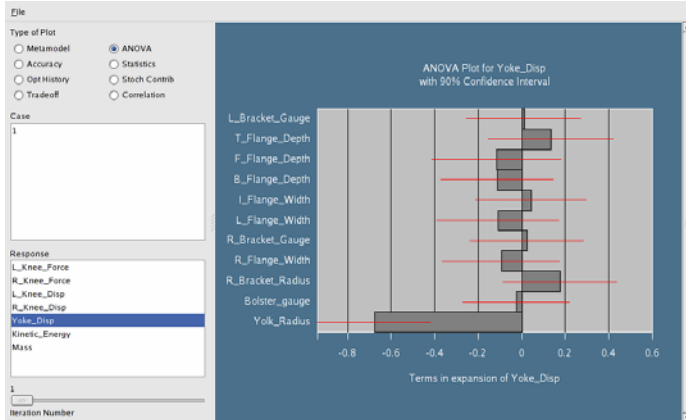 File
Type of Plot
Metamodel
ANOVA
Accuracy
Statistics
Opt History
Stoch Contrib
Tradeoff
Correlation
Case
1
Response
L_Knee_Force
R_Knee_Force
L_Knee_Disp
R_Knee_Disp
Yoke_Disp
Kinetic_Energy
Mass
1
Iteration Number
ANOVA Plot for Yoke_Disp
with 90% Confidence Interval
L_Bracket_Gauge
T_Flange_Depth
F_Flange_Depth
B_Flange_Depth
I_Flange_Width
L_Flange_Width
R_Bracket_Gauge
R_Flange_Width
R_Bracket_Radius
Bolster_gauge
Yolk_Radius
-0.8 -0.6 -0.4 -0.2 0 0.2 0.4 0.6
Terms in expansion of Yoke_Disp